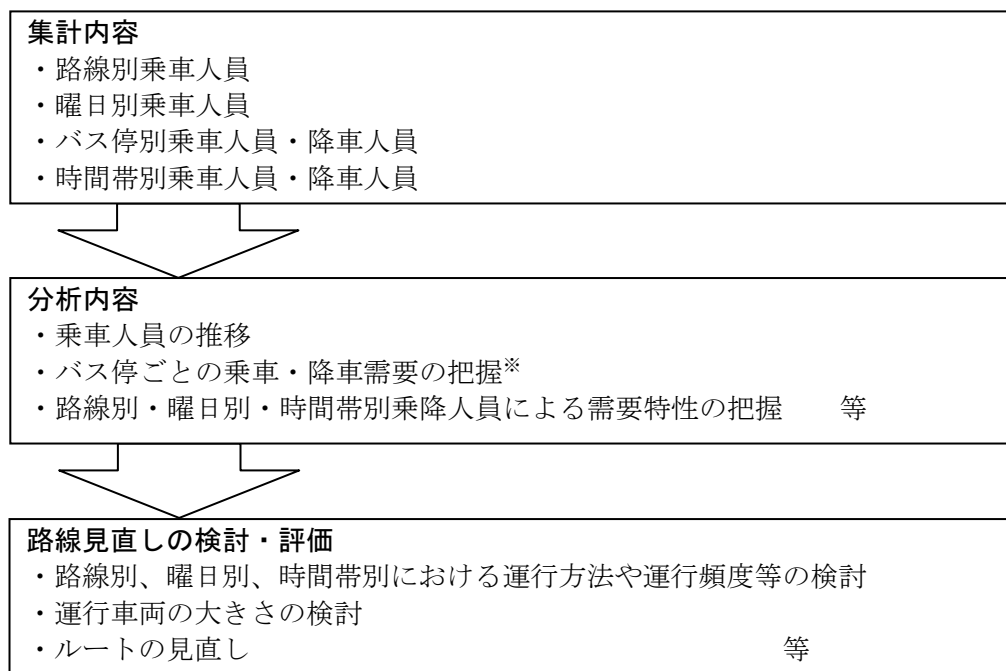 集計内容
・路線別乗車人員
・曜日別乗車人員
・バス停別乗車人員・降車人員
・時間帯別乗車人員・降車人員
分析内容
・乗車人員の推移
・バス停ごとの乗車・降車需要の把握※
・路線別・曜日別・時間帯別乗降人員による需要特性の把握　　等
路線見直しの検討・評価
・路線別、曜日別、時間帯別における運行方法や運行頻度等の検討
・運行車両の大きさの検討
・ルートの見直し　　等